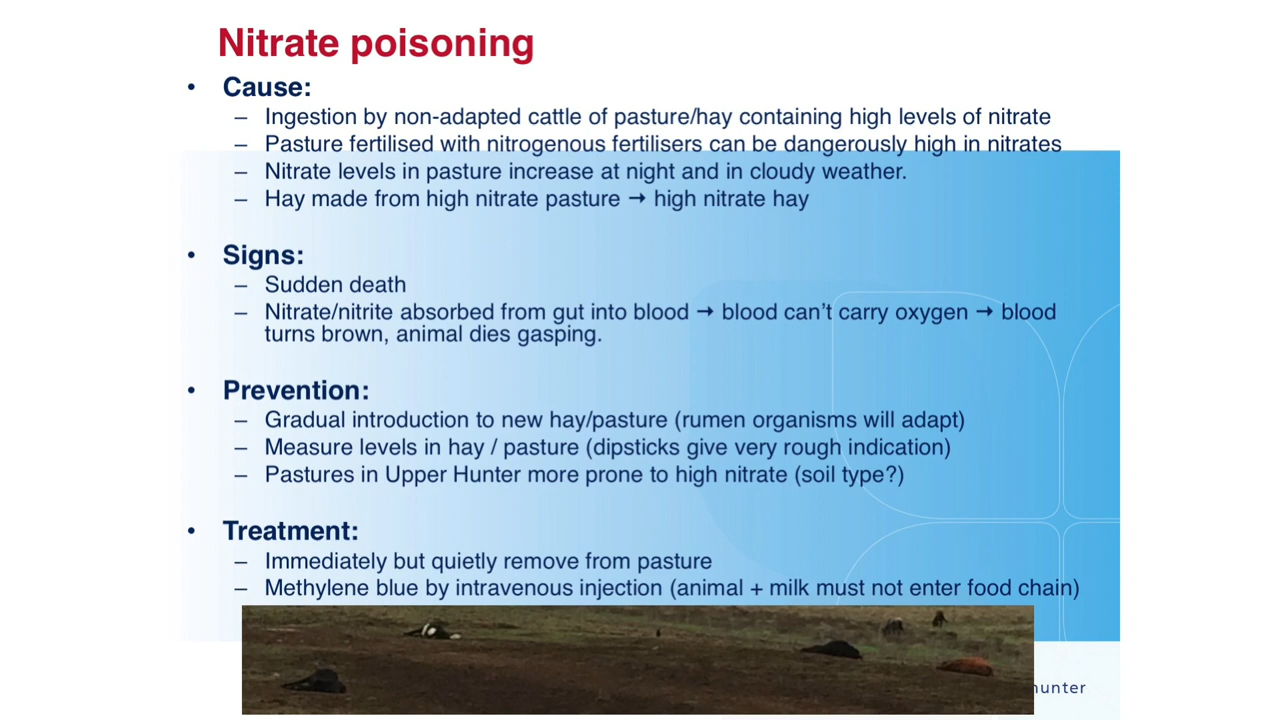 Nitrate poisoning
• Cause:
– Ingestion by non-adapted cattle of pasture/hay containing high levels of nitrate
– Pasture fertilised with nitrogenous fertilisers can be dangerously high in nitrates
– Nitrate levels in pasture increase at night and in cloudy weather.
– Hay made from high nitrate pasture → high nitrate hay
• Signs:
– Sudden death
– Nitrate/nitrite absorbed from gut into blood → blood can't carry oxygen → blood
turns brown, animal dies gasping.
• Prevention:
– Gradual introduction to new hay/pasture (rumen organisms will adapt)
– Measure levels in hay / pasture (dipsticks give very rough indication)
– Pastures in Upper Hunter more prone to high nitrate (soil type?)
• Treatment:
– Immediately but quietly remove from pasture
– Methylene blue by intravenous injection (animal + milk must not enter food chain)
hunter